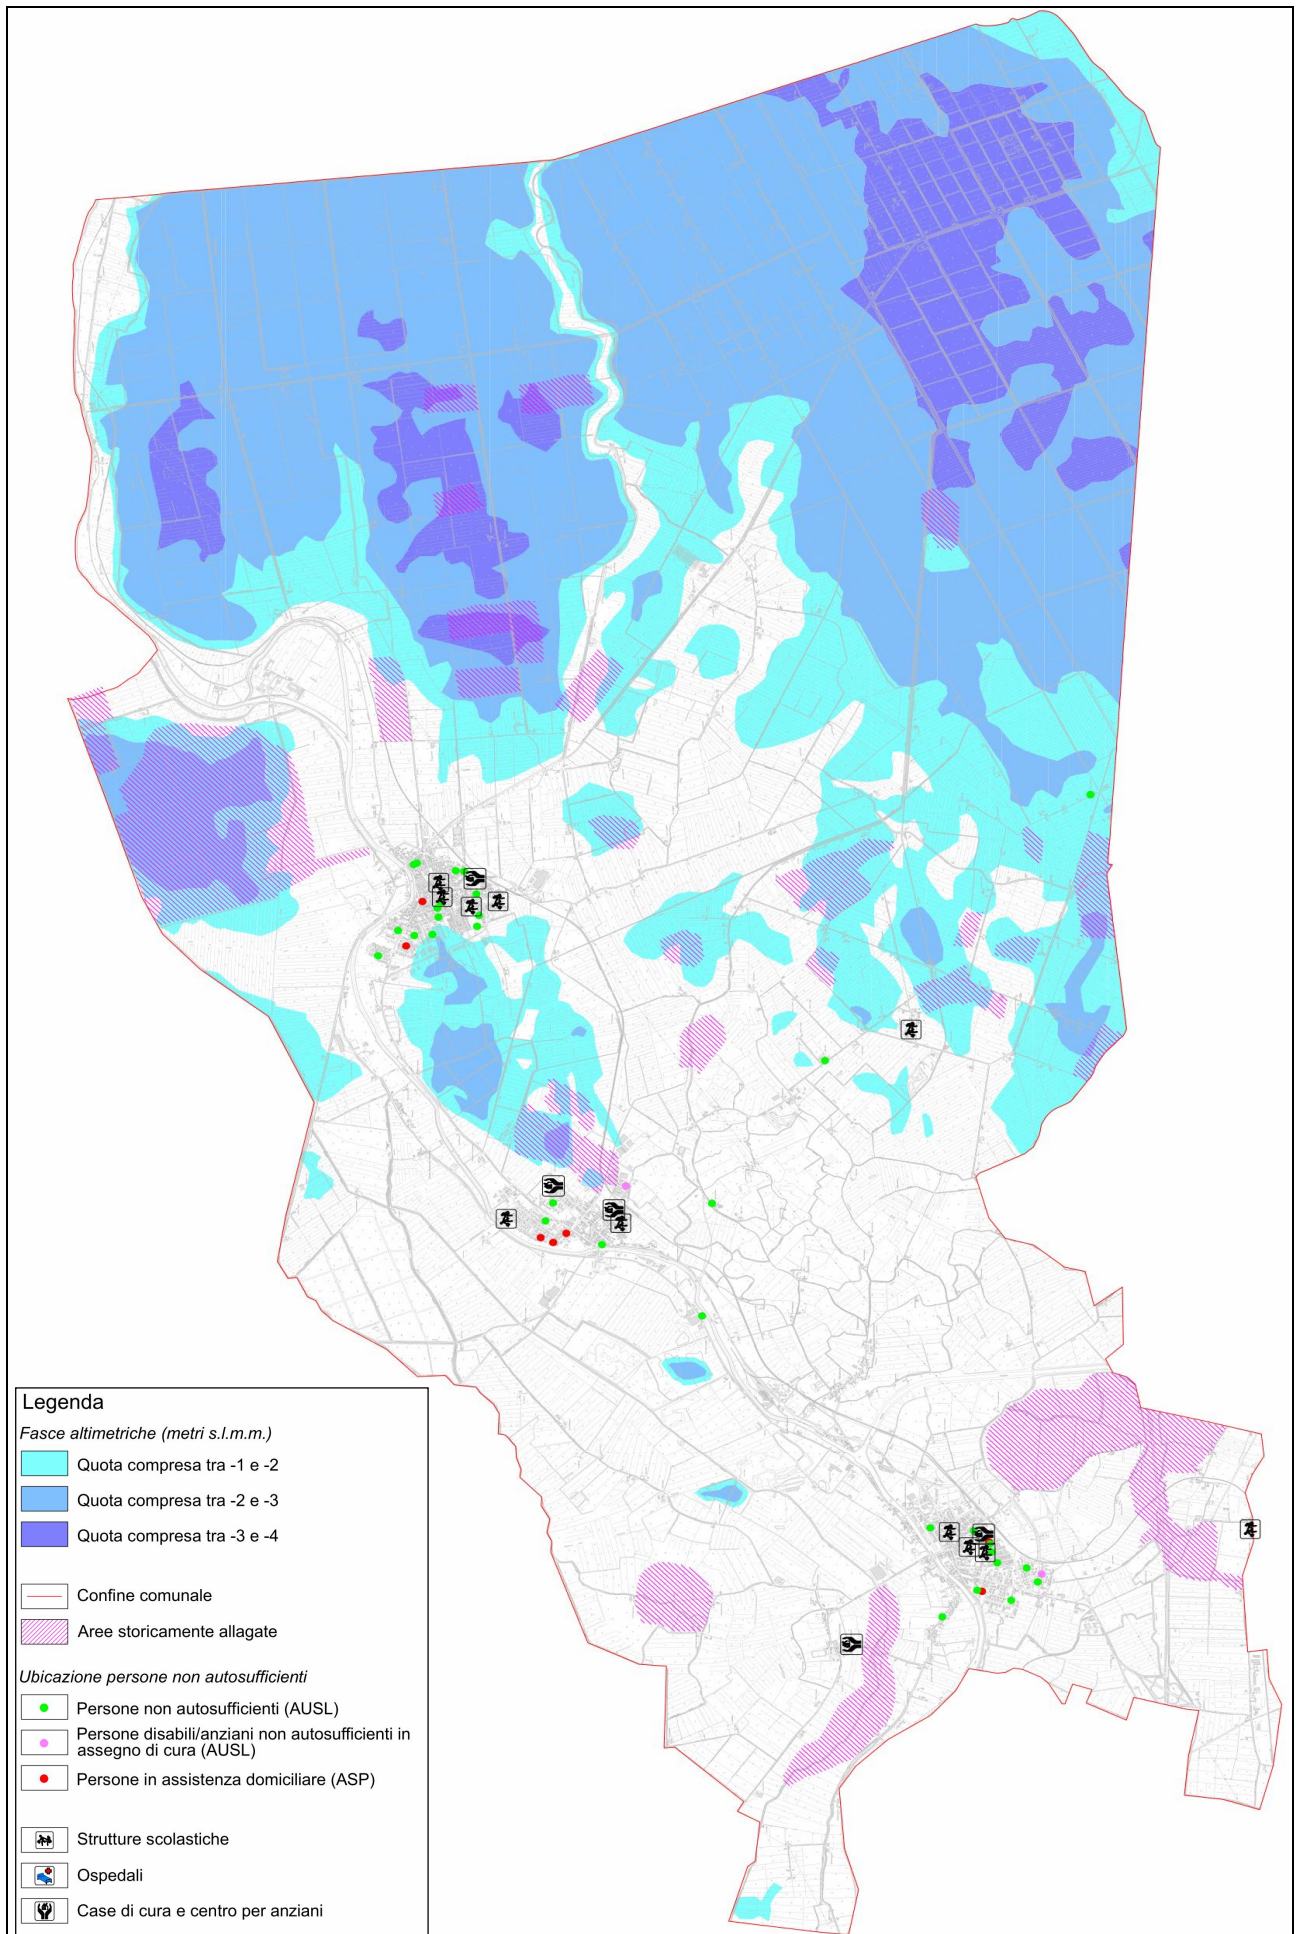 Legenda
Fasce altimetriche (metri s.l.m.m.)
Quota compresa tra -1 e -2
Quota compresa tra -2 e -3
Quota compresa tra -3 e -4
Confine comunale
Aree storicamente allagate
Ubicazione persone non autosufficienti
Persone non autosufficienti (AUSL)
Persone disabili/anziani non autosufficienti in
assegno di cura (AUSL)
Persone in assistenza domiciliare (ASP)
Strutture scolastiche
Ospedali
Case di cura e centro per anziani